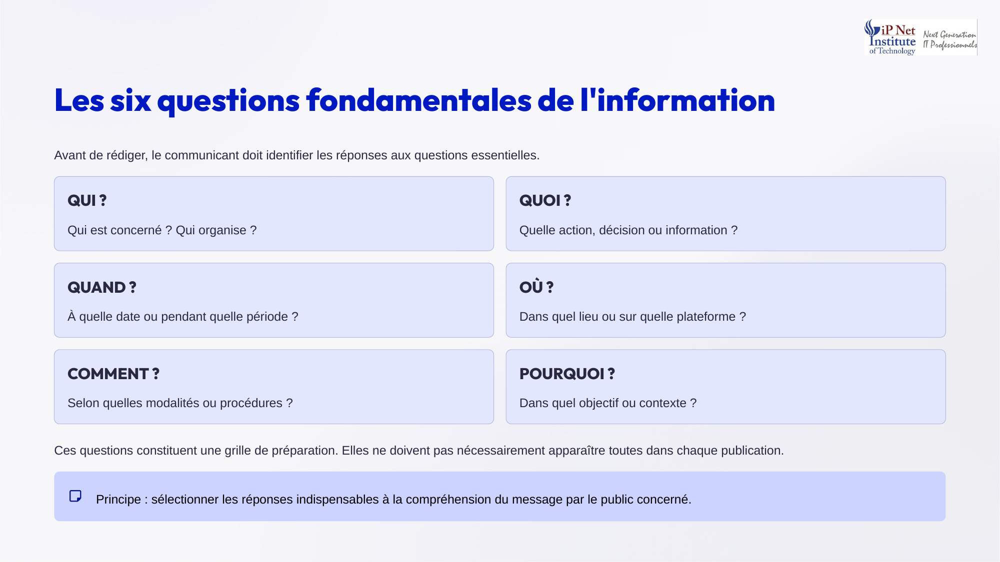 iP Net
Institute
of Technology
Next Generation
IT Professionnels
Les six questions fondamentales de l'information
Avant de rédiger, le communicant doit identifier les réponses aux questions essentielles.
QUI ?
Qui est concerné ? Qui organise ?
QUOI ?
Quelle action, décision ou information ?
QUAND ?
À quelle date ou pendant quelle période ?
OÙ ?
Dans quel lieu ou sur quelle plateforme ?
COMMENT ?
Selon quelles modalités ou procédures ?
POURQUOI ?
Dans quel objectif ou contexte ?
Ces questions constituent une grille de préparation. Elles ne doivent pas nécessairement apparaître toutes dans chaque publication.
Principe : sélectionner les réponses indispensables à la compréhension du message par le public concerné.